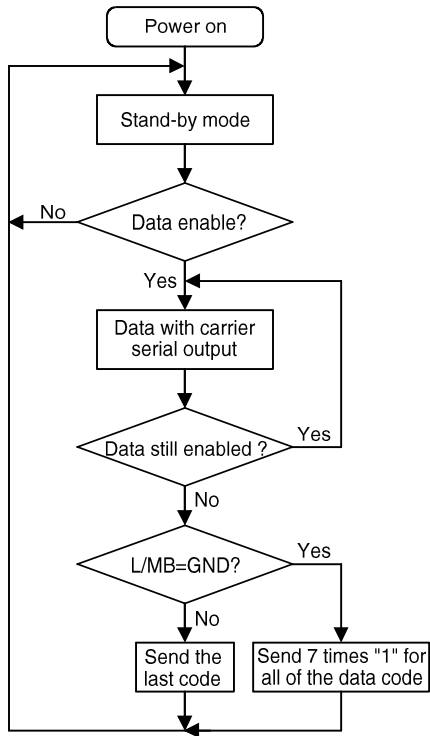 Power on
Stand-by mode
No
Data enable?
Yes
Data with carrier
serial output
Data still enabled ?
Yes
No
L/MB=GND?
Yes
No
Send the
last code
Send 7 times "1" for
all of the data code